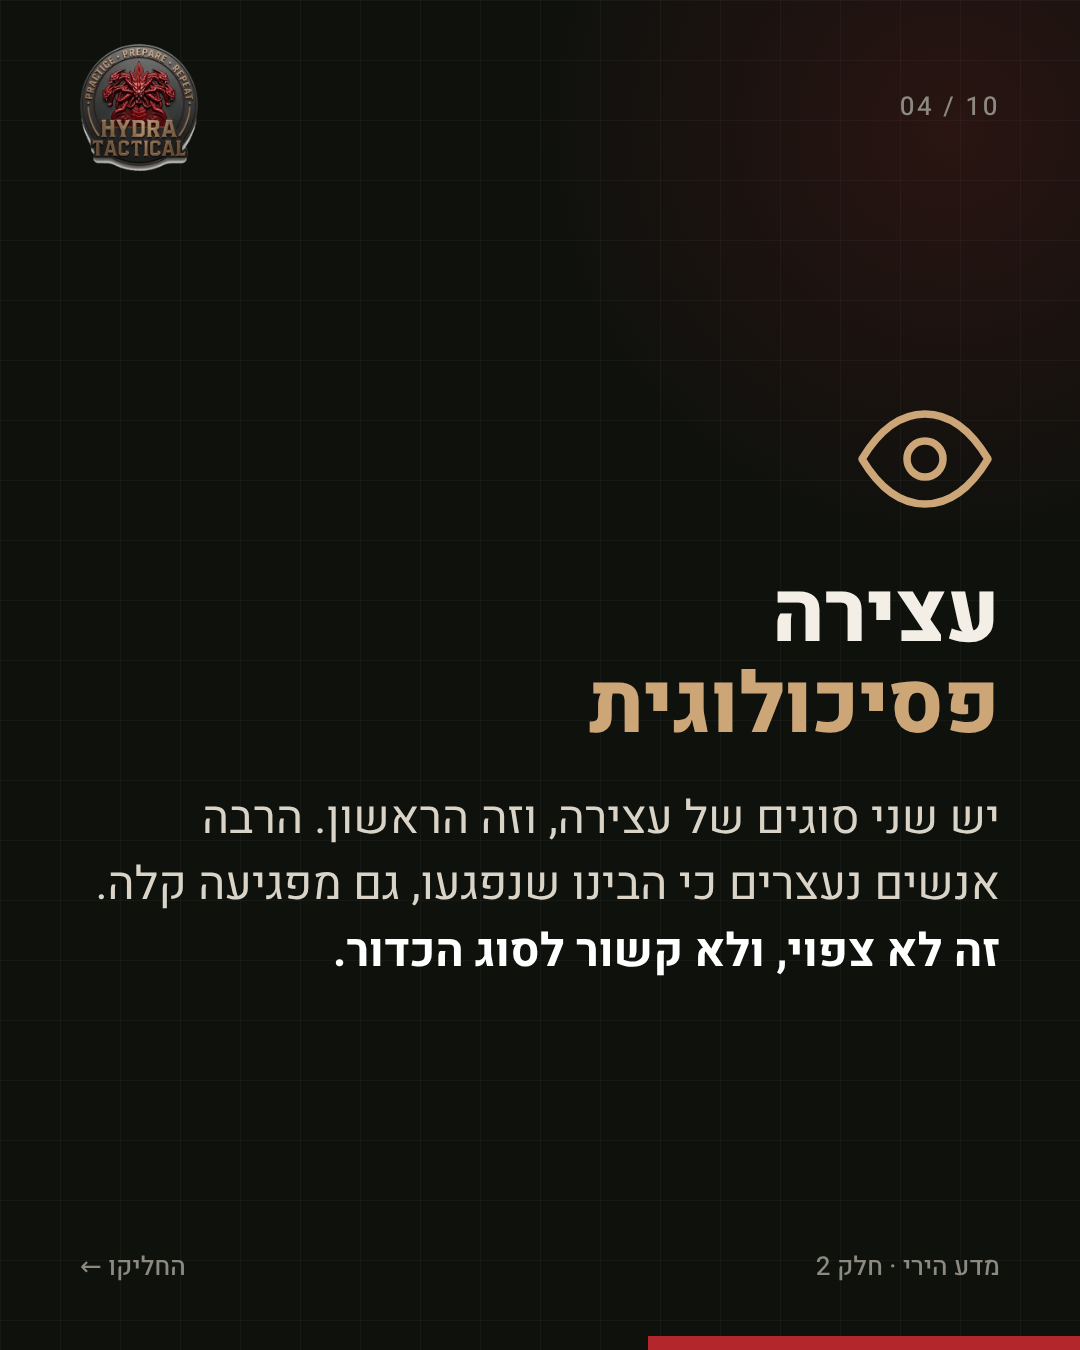 PRACTICE · PREPARE · REPEAT
HYDRA
TACTICAL
04 / 10
עצירה
פסיכולוגית
יש שני סוגים של עצירה, וזה הראשון. הרבה
אנשים נעצרים כי הבינו שנפגעו, גם מפגיעה קלה.
זה לא צפוי, ולא קשור לסוג הכדור.
מדע הירי · חלק 2
החליקו ←